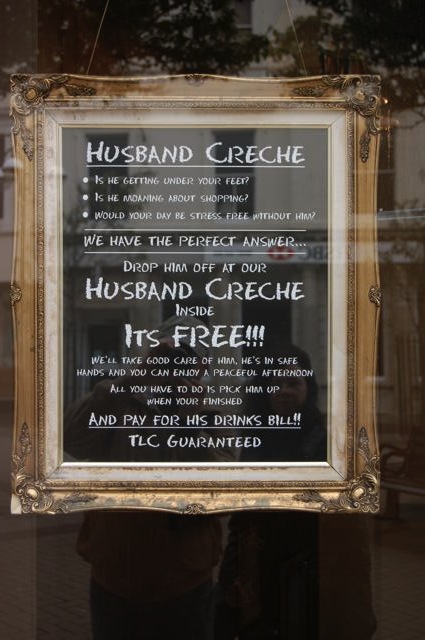 HUSBAND CRECHE
• IS HE GETTING UNDER YOUR FEET?
• IS HE MOANING ABOUT SHOPPING?
• WOULD YOUR DAY BE STRESS FREE WITHOUT HIM?
WE HAVE THE PERFECT ANSWER...
DROP HIM OFF AT OUR
HUSBAND CRECHE
INSIDE
ITS FREE!!!
WE'LL TAKE GOOD CARE OF HIM, HE'S IN SAFE
HANDS AND YOU CAN ENJOY A PEACEFUL AFTERNOON
ALL YOU HAVE TO DO IS PICK HIM UP
WHEN YOUR FINISHED
AND PAY FOR HIS DRINKS BILL!!
TLC GUARANTEED